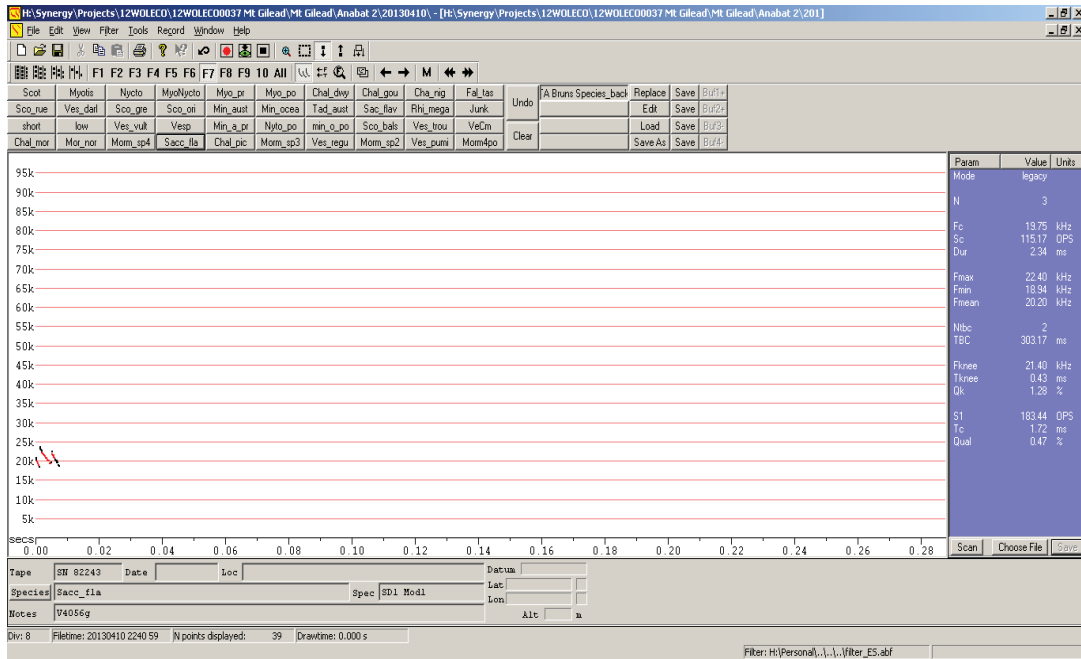 H:\Synergy\Projects\12WOLECO\12WOLECO0037 Mt Gilead\Mt Gilead\Anabat 2\20130410\ - [H:\Synergy\Projects\12WOLECO\12WOLECO0037 Mt Gilead\Mt Gilead\Anabat 2\201]
File Edit View Filter Tools Record Window Help
F1 F2 F3 F4 F5 F6 F7 F8 F9 10 All M
Scot Myotis Nycto MyoNycto Myo_pr Myo_po Chal_dwy Chal_gou Cha_nig Fal_tas Undo A Bruns Species_back Replace Save Buf1+
Sco_rue Ves_darl Sco_gre Sco_ori Min_aust Min_ocea Tad_aust Sac_flav Rhi_mega Junk Edit Save Buf2+
short low Ves_vult Vesp Min_a_pr Nyto_po min_o_po Sco_bals Ves_trou VeCm Clear Load Save Buf3-
Chal_mor Mor_nor Morm_sp4 Sacc_fla Chal_pic Morm_sp3 Ves_regu Morm_sp2 Ves_pumi Morm4po Save As Save Buf4-
Param Value Units
Mode legacy
N 3
Fc 19.75 kHz
Sc 115.17 OPS
Dur 2.34 ms
Fmax 22.40 kHz
Fmin 18.94 kHz
Fmean 20.20 kHz
Ntbc 2
TBC 303.17 ms
Fknee 21.40 kHz
Tknee 0.43 ms
Qk 1.28 %
S1 183.44 OPS
Tc 1.72 ms
Qual 0.47 %
95k
90k
85k
80k
75k
70k
65k
60k
55k
50k
45k
40k
35k
30k
25k
20k
15k
10k
5k
secs
0.00 0.02 0.04 0.06 0.08 0.10 0.12 0.14 0.16 0.18 0.20 0.22 0.24 0.26 0.28
Scan Choose File Save
Tape SN 82243 Date Loc Datum
Species Sacc_fla Spec SD1 Mod1 Lat
Lon
Notes V4056g Alt m
Div: 8 Filetime: 20130410 2240 59 N points displayed: 39 Drawtime: 0.000 s
Filter: H:\Personal\..\..\..\filter_ES.abf